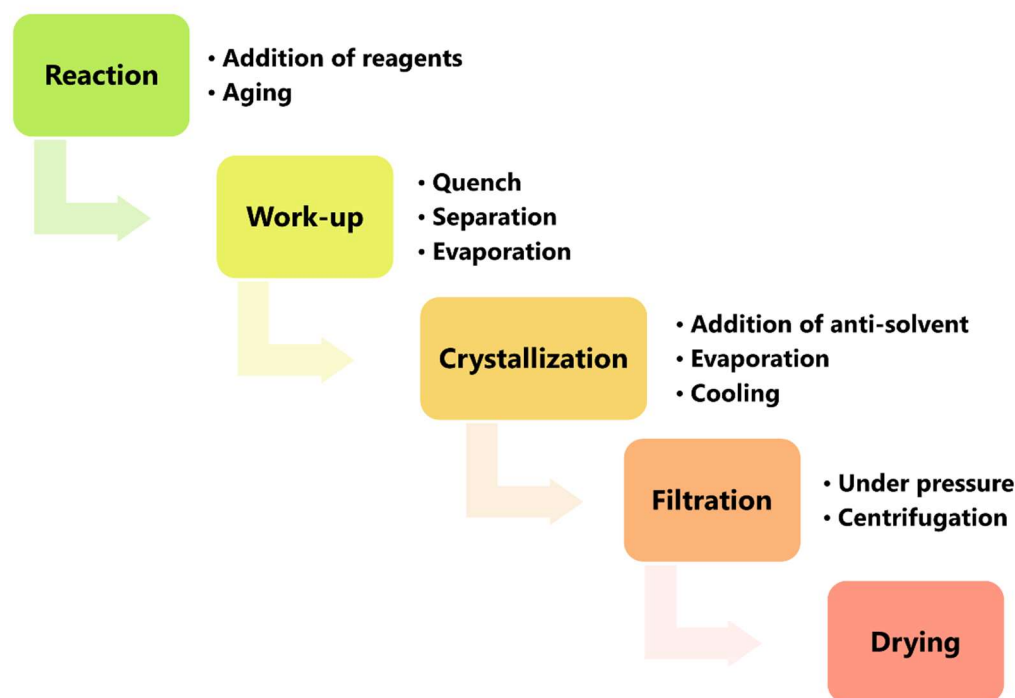 Reaction
• Addition of reagents
• Aging
Work-up
• Quench
• Separation
• Evaporation
Crystallization
• Addition of anti-solvent
• Evaporation
• Cooling
Filtration
• Under pressure
• Centrifugation
Drying